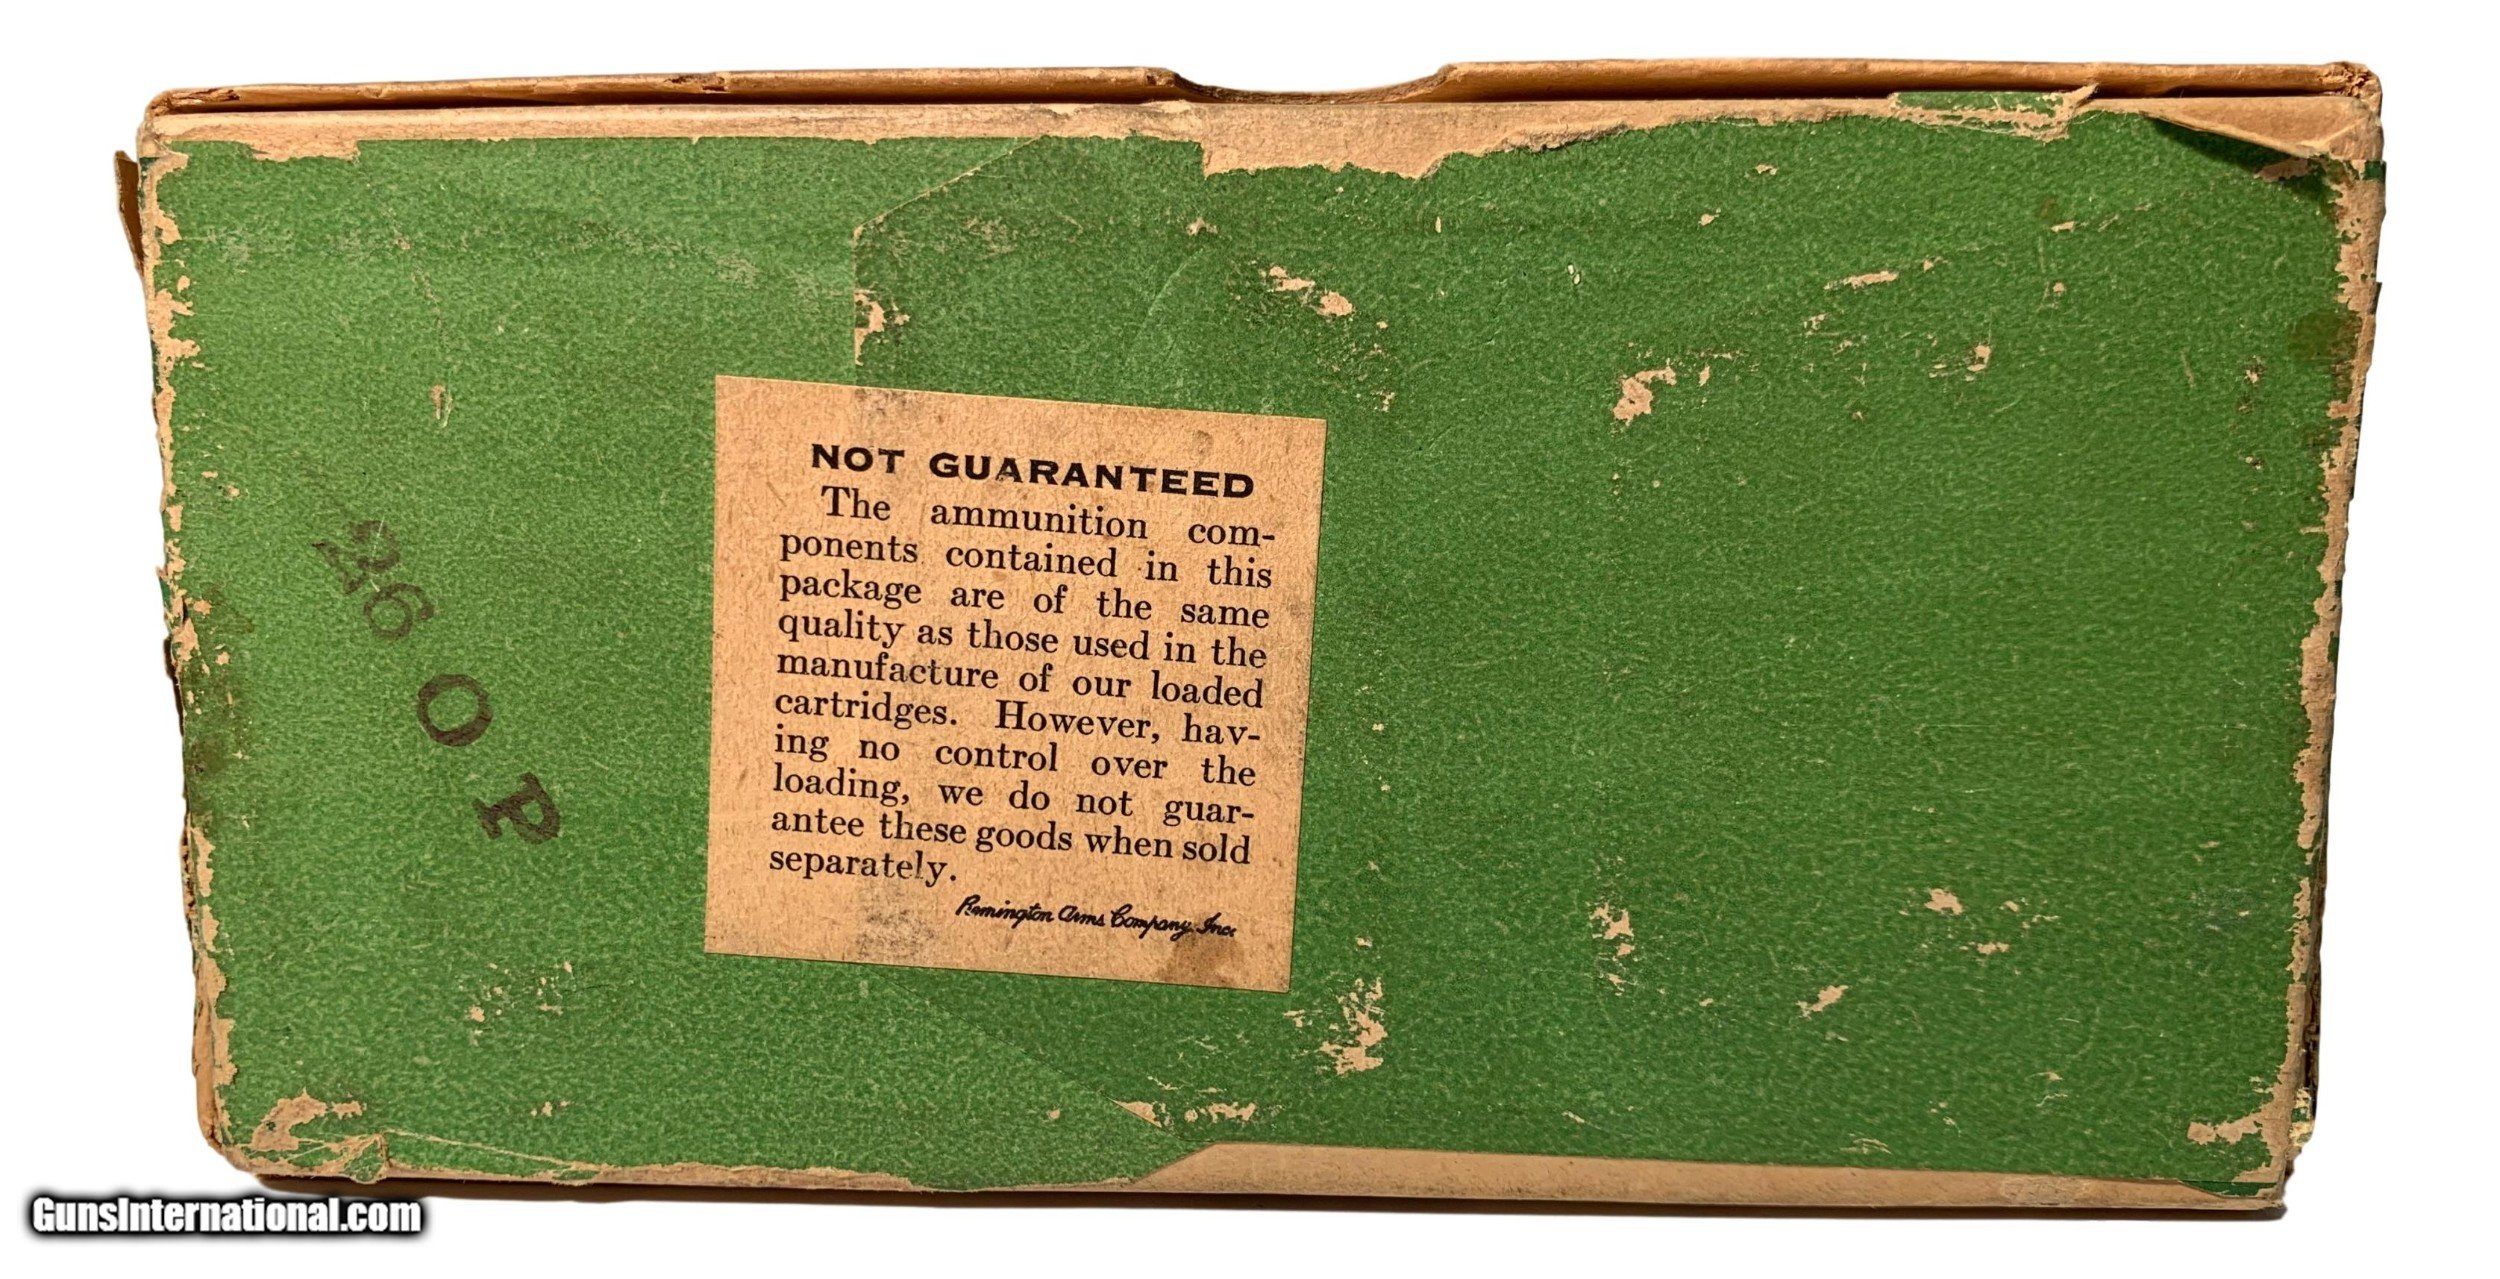 NOT GUARANTEED
The ammunition com-
ponents contained in this
package are of the same
quality as those used in the
manufacture of our loaded
cartridges. However, hav-
ing no control over the
loading, we do not guar-
antee these goods when sold
separately.
Remington Arms Company, Inc.
26 O P
GunsInternational.com